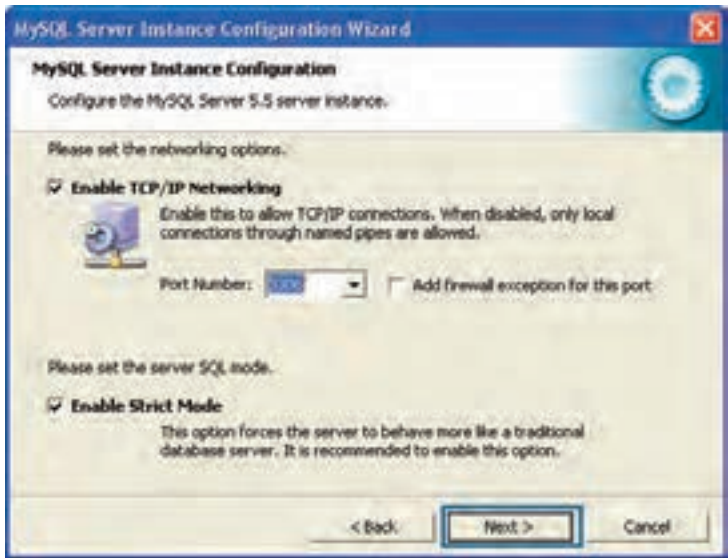 MySQL Server Instance Configuration Wizard
MySQL Server Instance Configuration
Configure the MySQL Server 5.5 server instance.
Please set the networking options.
Enable TCP/IP Networking
Enable this to allow TCP/IP connections. When disabled, only local
connections through named pipes are allowed.
Port Number:
Add firewall exception for this port
Please set the server SQL mode.
Enable Strict Mode
This option forces the server to behave more like a traditional
database server. It is recommended to enable this option.
< Back
Next >
Cancel